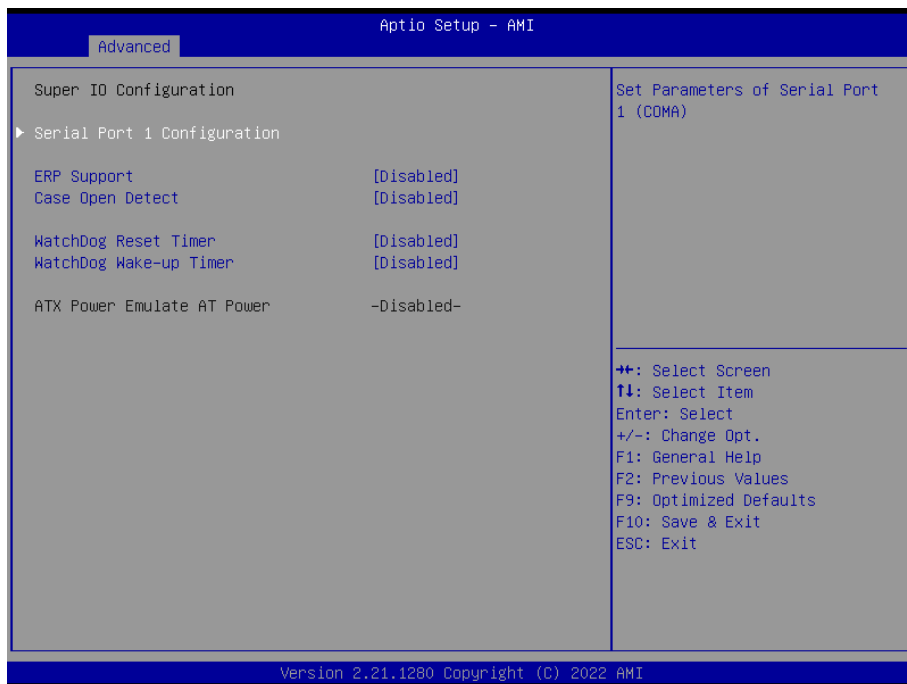 Aptio Setup – AMI
Advanced
Super IO Configuration
▶ Serial Port 1 Configuration
ERP Support [Disabled]
Case Open Detect [Disabled]
WatchDog Reset Timer [Disabled]
WatchDog Wake-up Timer [Disabled]
ATX Power Emulate AT Power -Disabled-
Set Parameters of Serial Port
1 (COMA)
→←: Select Screen
↑↓: Select Item
Enter: Select
+/-: Change Opt.
F1: General Help
F2: Previous Values
F9: Optimized Defaults
F10: Save & Exit
ESC: Exit
Version 2.21.1280 Copyright (C) 2022 AMI